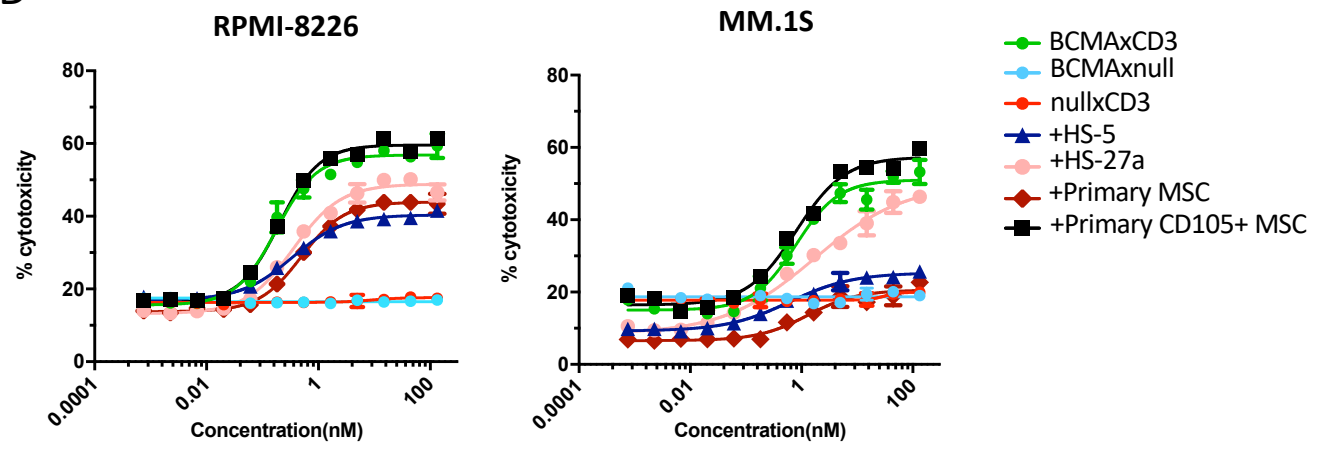 D
RPMI-8226
% cytotoxicity
80
60
40
20
0
0.0001
0.01
1
100
Concentration(nM)
MM.1S
% cytotoxicity
80
60
40
20
0
0.0001
0.01
1
100
Concentration(nM)
BCMAxCD3
BCMAxnull
nullxCD3
+HS-5
+HS-27a
+Primary MSC
+Primary CD105+ MSC